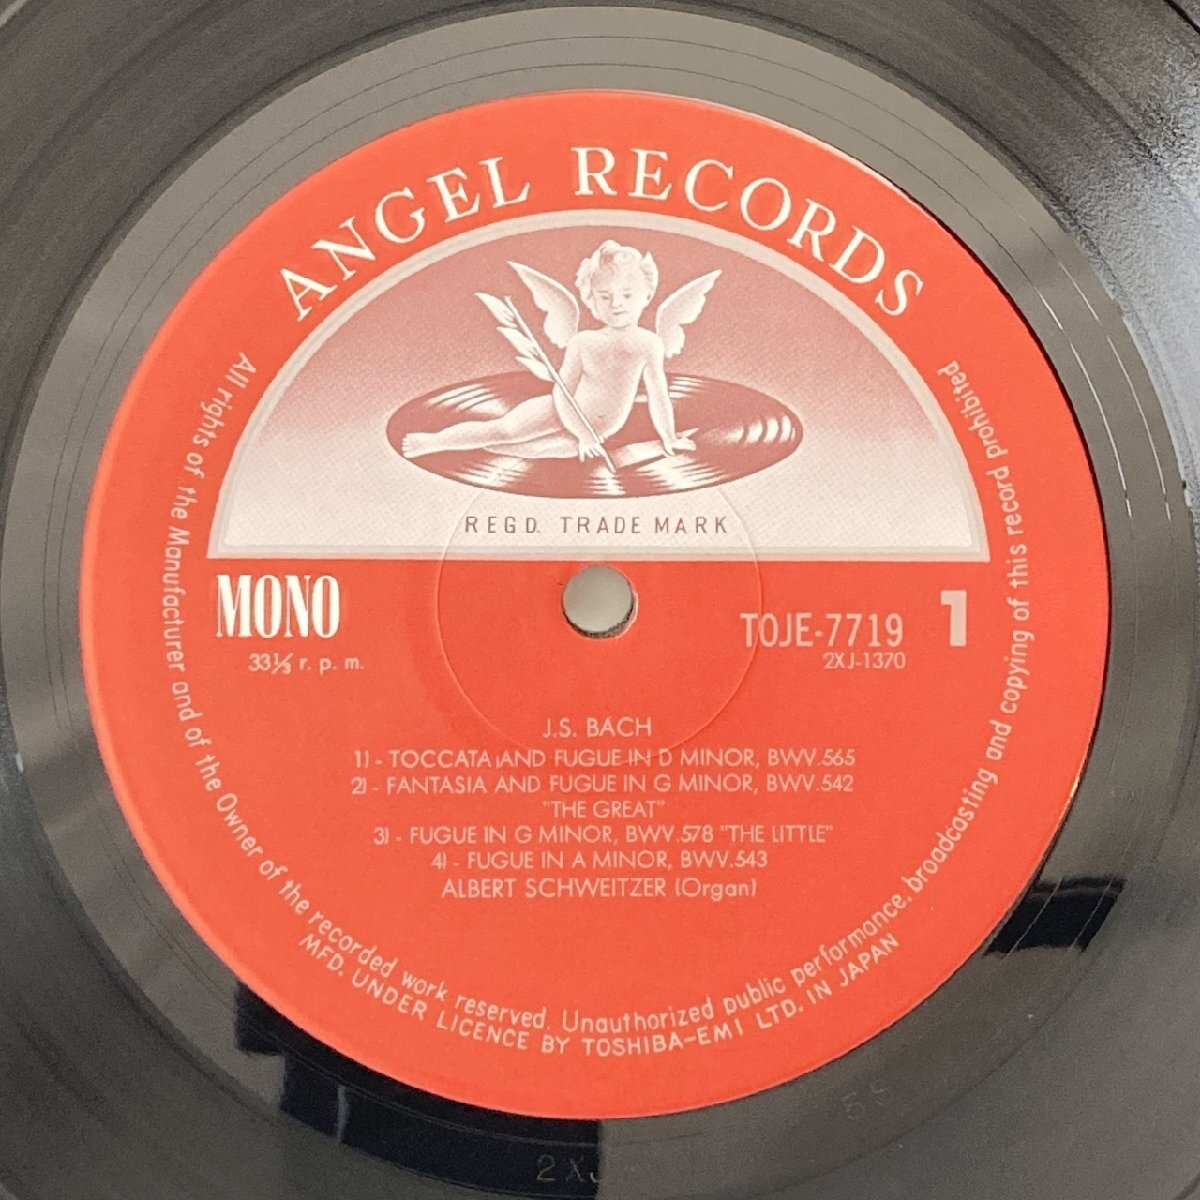 ANGEL RECORDS
REGD. TRADE MARK
MONO
33⅓ r. p. m.
TOJE-7719
2XJ-1370
1
J.S. BACH
1) - TOCCATA AND FUGUE IN D MINOR, BWV.565
2) - FANTASIA AND FUGUE IN G MINOR, BWV.542
"THE GREAT"
3) - FUGUE IN G MINOR, BWV.578 "THE LITTLE"
4) - FUGUE IN A MINOR, BWV.543
ALBERT SCHWEITZER (Organ)
All rights of the Manufacturer and of the Owner of the recorded work reserved. Unauthorized public performance, broadcasting and copying of this record prohibited
MFD. UNDER LICENCE BY TOSHIBA-EMI LTD. IN JAPAN